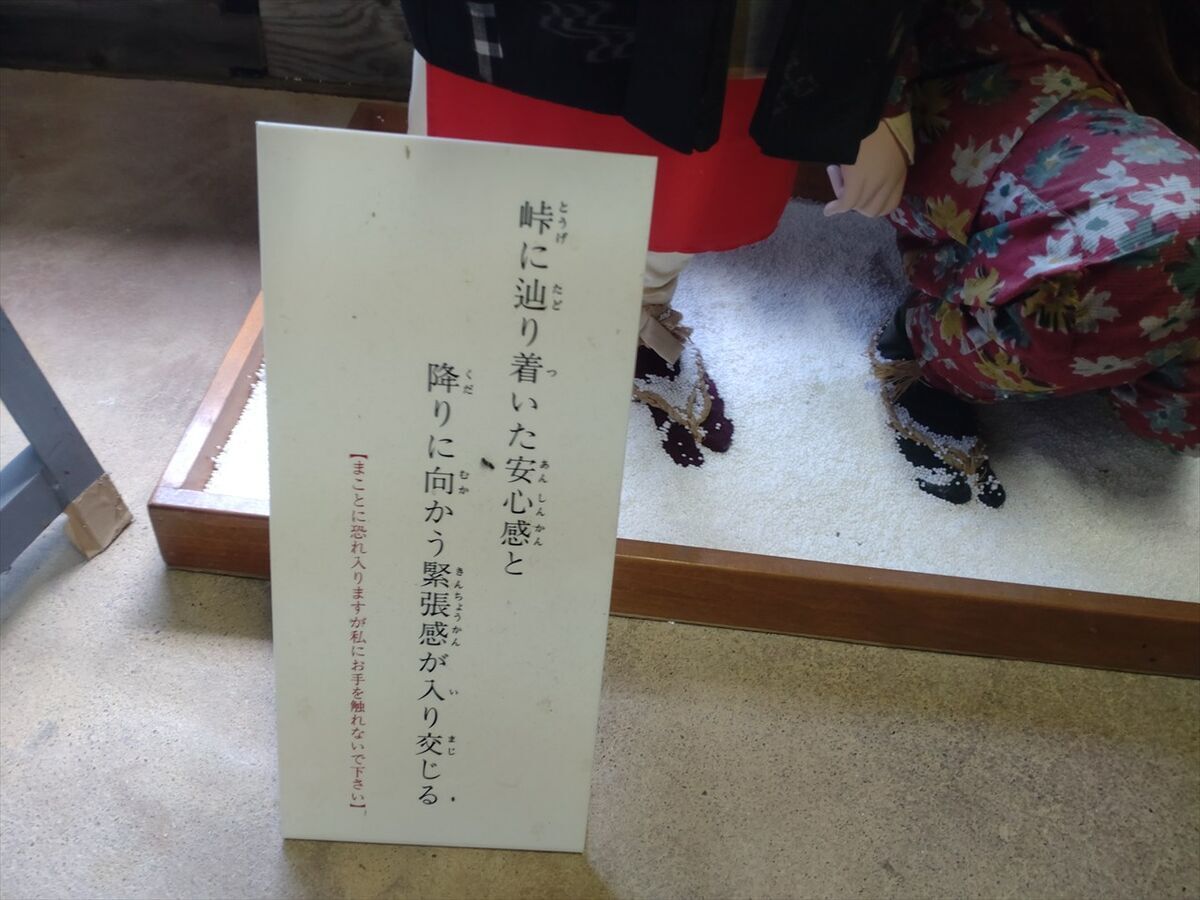 峠に辿り着いた安心感と
降りに向かう緊張感が入り交じる
【まことに恐れ入りますが私にお手を触れないで下さい】